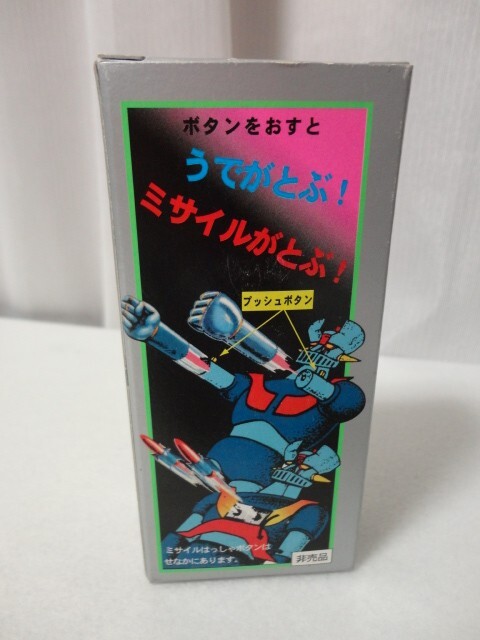 ボタンをおすと
うでがとぶ!
ミサイルがとぶ!
プッシュボタン
ミサイルはっしゃボタンは
せなかにあります。
非売品